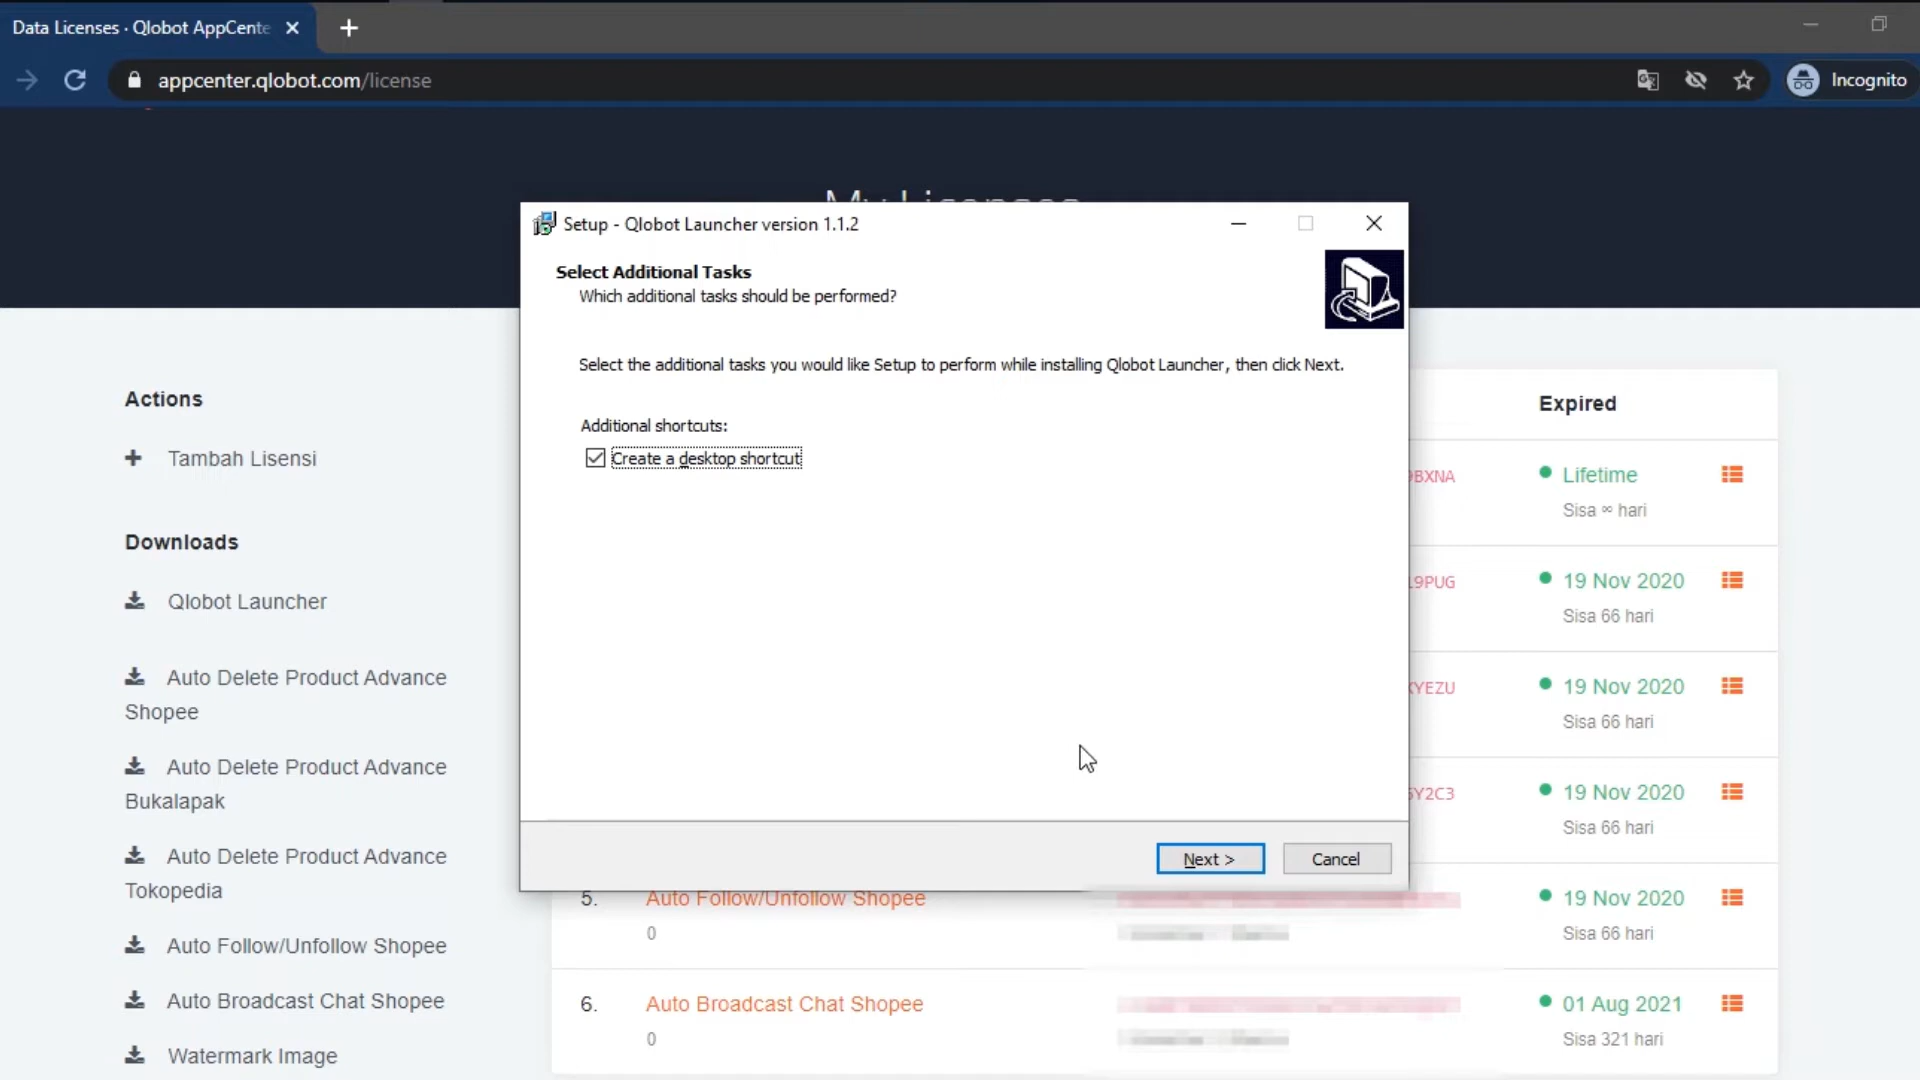 Data Licenses · Qlobot AppCente
appcenter.qlobot.com/license
Incognito
My Licenses
Setup - Qlobot Launcher version 1.1.2
Select Additional Tasks
Which additional tasks should be performed?
Select the additional tasks you would like Setup to perform while installing Qlobot Launcher, then click Next.
Additional shortcuts:
Create a desktop shortcut
Next >
Cancel
Actions
Tambah Lisensi
Downloads
Qlobot Launcher
Auto Delete Product Advance
Shopee
Auto Delete Product Advance
Bukalapak
Auto Delete Product Advance
Tokopedia
Auto Follow/Unfollow Shopee
Auto Broadcast Chat Shopee
Watermark Image
Expired
BXNA
Lifetime
Sisa ∞ hari
9PUG
19 Nov 2020
Sisa 66 hari
YEZU
19 Nov 2020
Sisa 66 hari
Y2C3
19 Nov 2020
Sisa 66 hari
5.
Auto Follow/Unfollow Shopee
0
19 Nov 2020
Sisa 66 hari
6.
Auto Broadcast Chat Shopee
0
01 Aug 2021
Sisa 321 hari